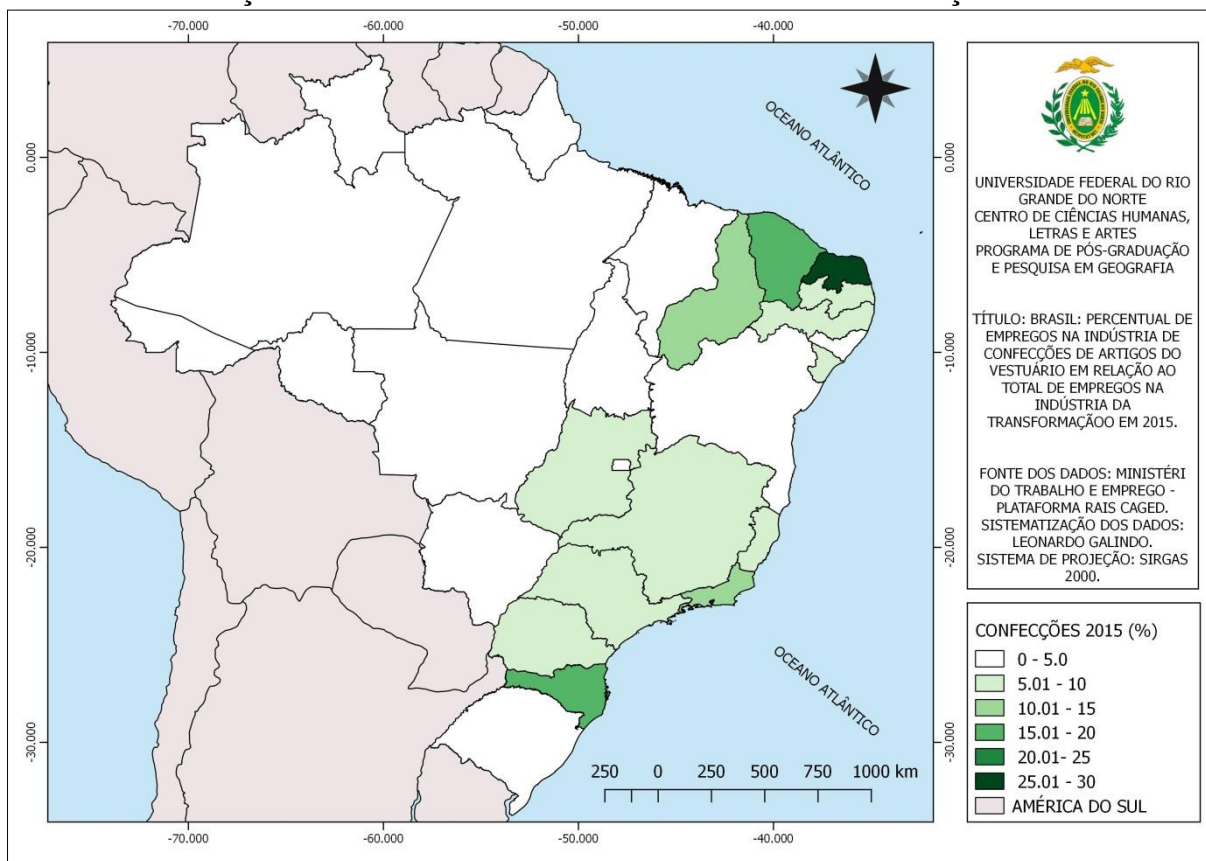 -70.000 -60.000 -50.000 -40.000
0.000 0.000
-10.000 -10.000
-20.000 -20.000
-30.000 -30.000
OCEANO ATLÂNTICO
OCEANO ATLÂNTICO
250 0 250 500 750 1000 km
-70.000 -60.000 -50.000 -40.000
UNIVERSIDADE FEDERAL DO RIO
GRANDE DO NORTE
CENTRO DE CIÊNCIAS HUMANAS,
LETRAS E ARTES
PROGRAMA DE PÓS-GRADUAÇÃO
E PESQUISA EM GEOGRAFIA
TÍTULO: BRASIL: PERCENTUAL DE
EMPREGOS NA INDÚSTRIA DE
CONFECÇÕES DE ARTIGOS DO
VESTUÁRIO EM RELAÇÃO AO
TOTAL DE EMPREGOS NA
INDÚSTRIA DA
TRANSFORMAÇÃOO EM 2015.
FONTE DOS DADOS: MINISTÉRI
DO TRABALHO E EMPREGO -
PLATAFORMA RAIS CAGED.
SISTEMATIZAÇÃO DOS DADOS:
LEONARDO GALINDO.
SISTEMA DE PROJEÇÃO: SIRGAS
2000.
CONFECÇÕES 2015 (%)
0 - 5.0
5.01 - 10
10.01 - 15
15.01 - 20
20.01- 25
25.01 - 30
AMÉRICA DO SUL